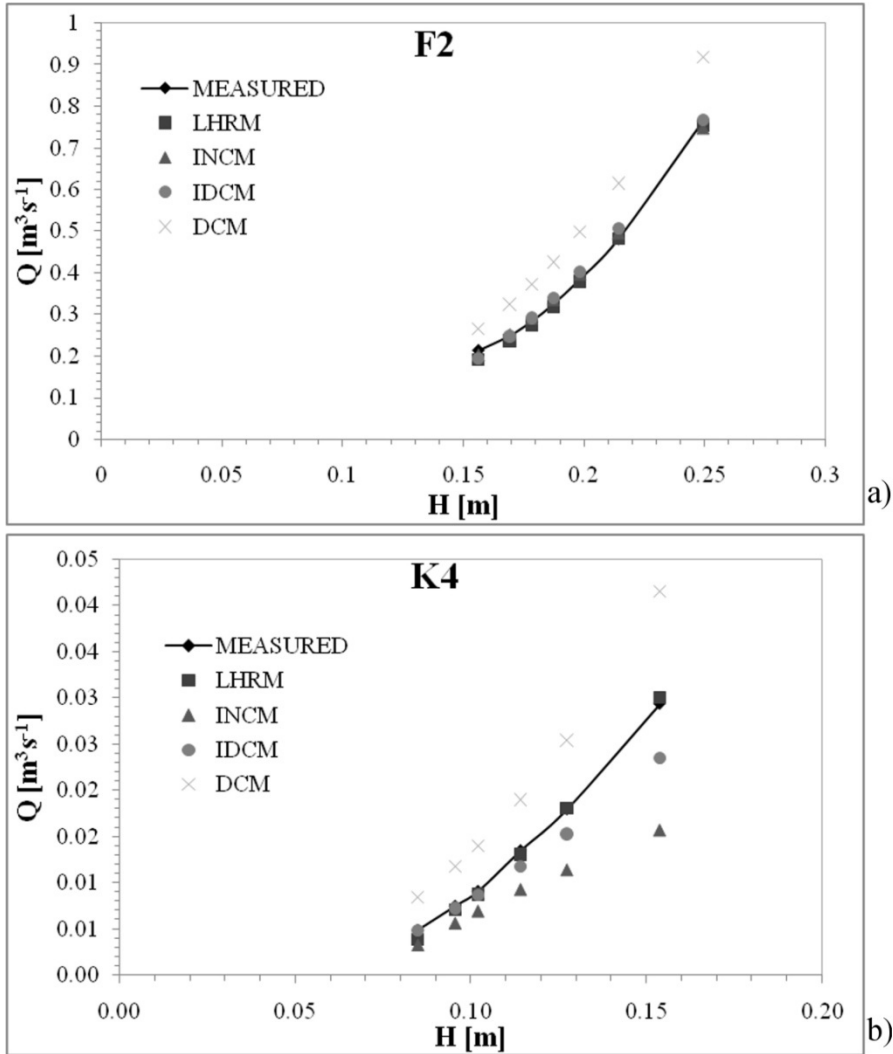 F2
1
0.9
0.8
0.7
0.6
0.5
0.4
0.3
0.2
0.1
0
Q [m³s⁻¹]
MEASURED
LHRM
INCM
IDCM
DCM
0 0.05 0.1 0.15 0.2 0.25 0.3
H [m]
a)
K4
0.05
0.04
0.04
0.03
0.03
0.02
0.02
0.01
0.01
0.00
Q [m³s⁻¹]
MEASURED
LHRM
INCM
IDCM
DCM
0.00 0.05 0.10 0.15 0.20
H [m]
b)